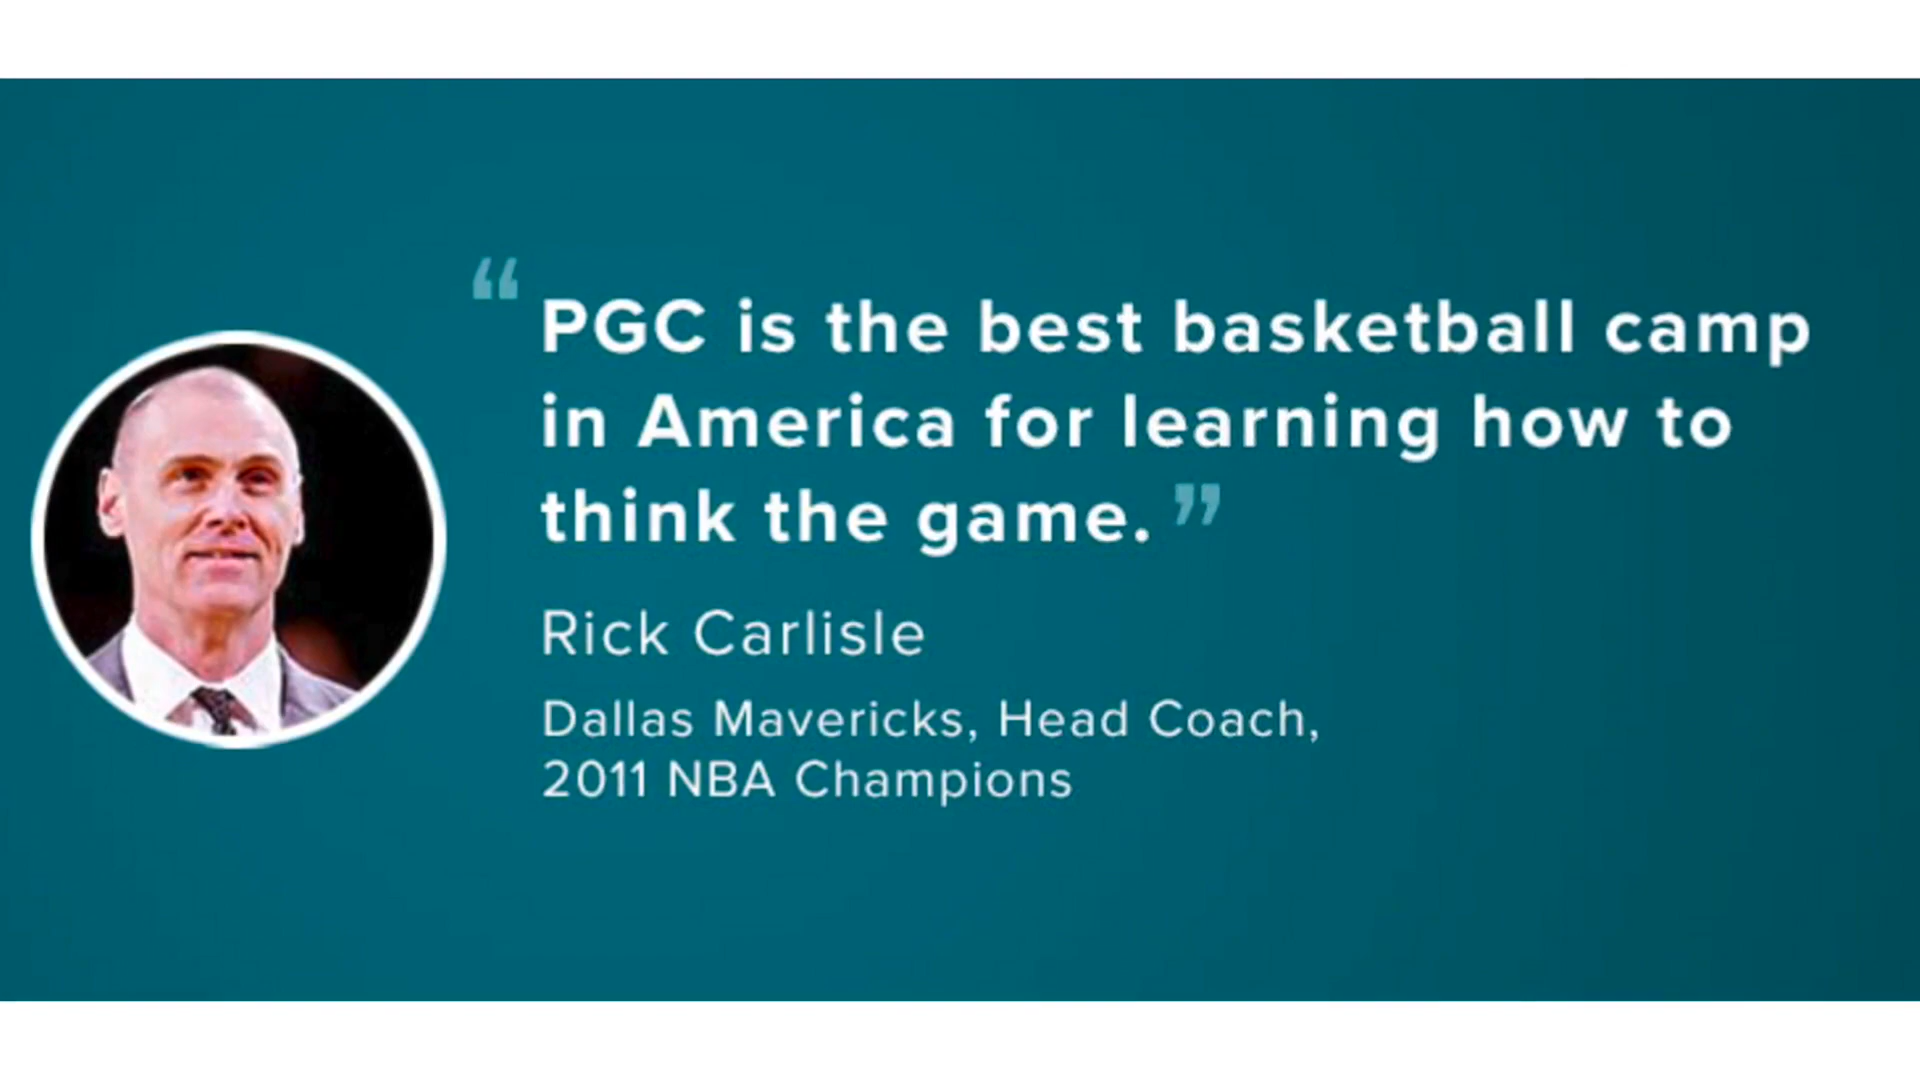 “PGC is the best basketball camp
in America for learning how to
think the game.”
Rick Carlisle
Dallas Mavericks, Head Coach,
2011 NBA Champions